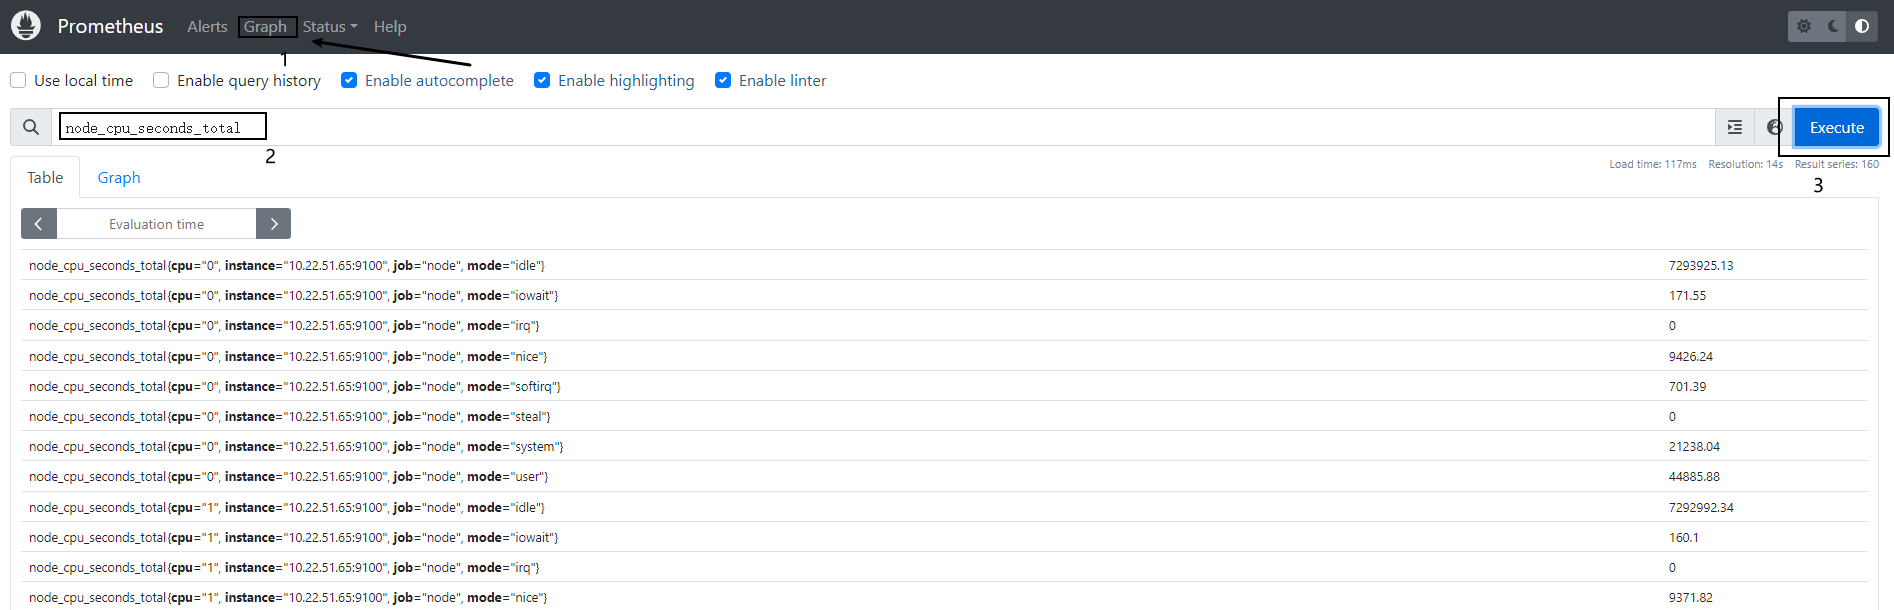 Prometheus Alerts Graph Status Help
1
Use local time Enable query history Enable autocomplete Enable highlighting Enable linter
node_cpu_seconds_total Execute
2
Load time: 117ms Resolution: 14s Result series: 160
Table Graph
3
Evaluation time
node_cpu_seconds_total{cpu="0", instance="10.22.51.65:9100", job="node", mode="idle"} 7293925.13
node_cpu_seconds_total{cpu="0", instance="10.22.51.65:9100", job="node", mode="iowait"} 171.55
node_cpu_seconds_total{cpu="0", instance="10.22.51.65:9100", job="node", mode="irq"} 0
node_cpu_seconds_total{cpu="0", instance="10.22.51.65:9100", job="node", mode="nice"} 9426.24
node_cpu_seconds_total{cpu="0", instance="10.22.51.65:9100", job="node", mode="softirq"} 701.39
node_cpu_seconds_total{cpu="0", instance="10.22.51.65:9100", job="node", mode="steal"} 0
node_cpu_seconds_total{cpu="0", instance="10.22.51.65:9100", job="node", mode="system"} 21238.04
node_cpu_seconds_total{cpu="0", instance="10.22.51.65:9100", job="node", mode="user"} 44885.88
node_cpu_seconds_total{cpu="1", instance="10.22.51.65:9100", job="node", mode="idle"} 7292992.34
node_cpu_seconds_total{cpu="1", instance="10.22.51.65:9100", job="node", mode="iowait"} 160.1
node_cpu_seconds_total{cpu="1", instance="10.22.51.65:9100", job="node", mode="irq"} 0
node_cpu_seconds_total{cpu="1", instance="10.22.51.65:9100", job="node", mode="nice"} 9371.82